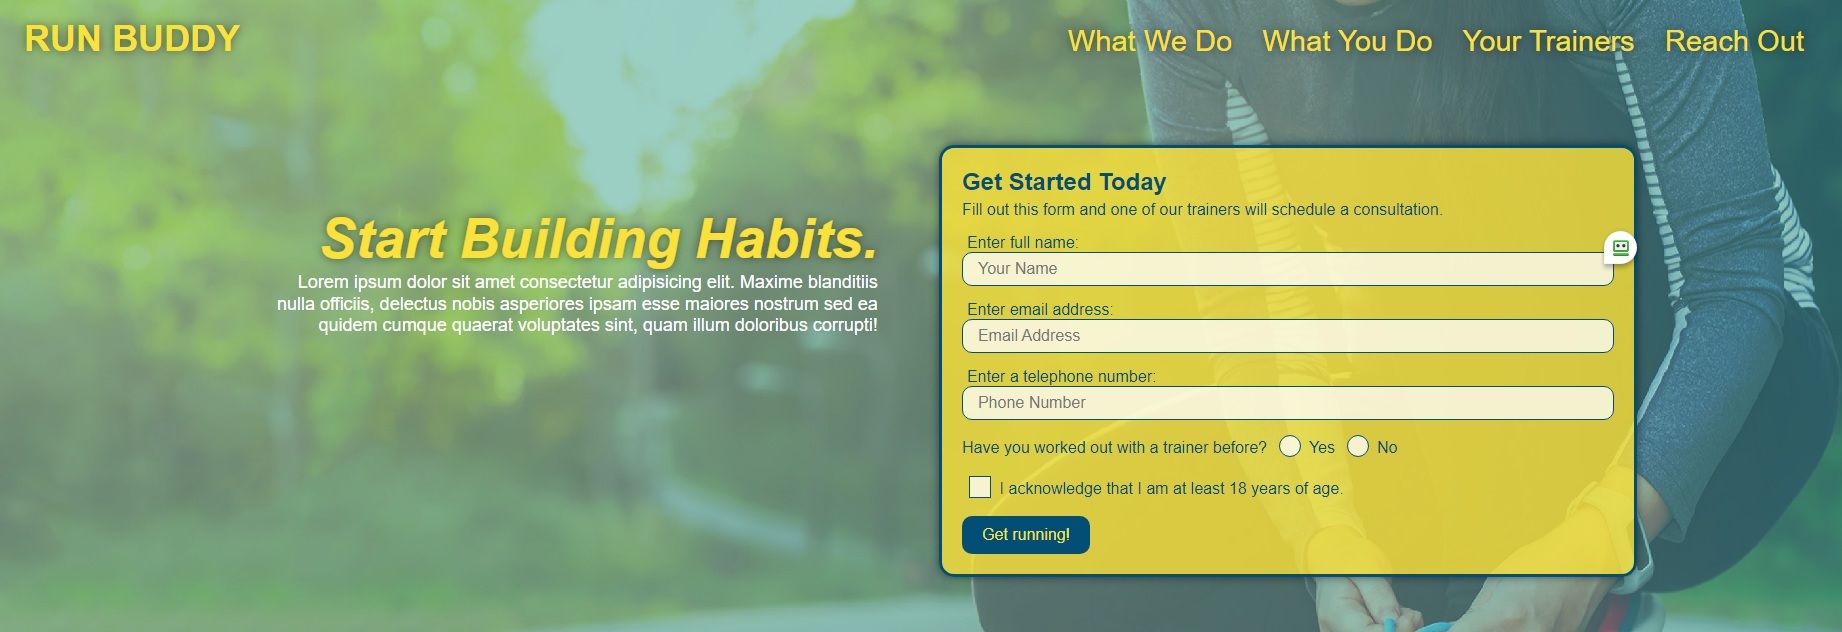 RUN BUDDY
What We Do What You Do Your Trainers Reach Out
Start Building Habits.
Lorem ipsum dolor sit amet consectetur adipisicing elit. Maxime blanditiis
nulla officiis, delectus nobis asperiores ipsam esse maiores nostrum sed ea
quidem cumque quaerat voluptates sint, quam illum doloribus corrupti!
Get Started Today
Fill out this form and one of our trainers will schedule a consultation.
Enter full name:
Your Name
Enter email address:
Email Address
Enter a telephone number:
Phone Number
Have you worked out with a trainer before? Yes No
I acknowledge that I am at least 18 years of age.
Get running!